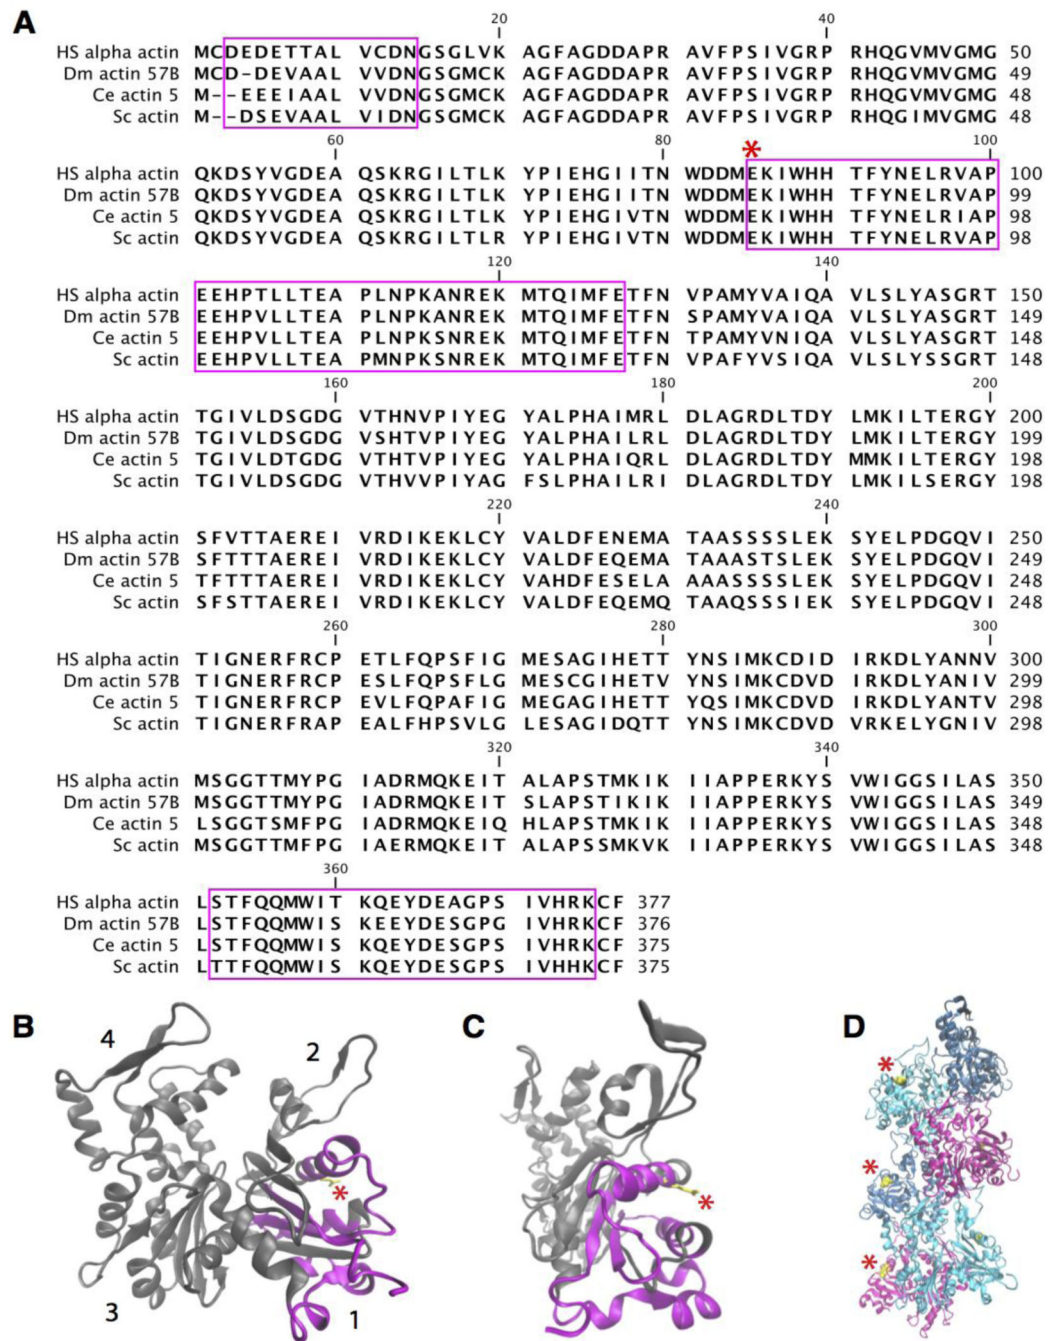 A
20 40
HS alpha actin MCDEDETTAL VCDNGSGLVK AGFAGDDAPR AVFPSIVGRP RHQGVMVGMG 50
Dm actin 57B MCD-DEVAAL VVDNGSGMCK AGFAGDDAPR AVFPSIVGRP RHQGVMVGMG 49
Ce actin 5 M--EEEIAAL VVDNGSGMCK AGFAGDDAPR AVFPSIVGRP RHQGVMVGMG 48
Sc actin M--DSEVAAL VIDNGSGMCK AGFAGDDAPR AVFPSIVGRP RHQGIMVGMG 48
60 80 * 100
HS alpha actin QKDSYVGDEA QSKRGILTLK YPIEHGIITN WDDMEKIWHH TFYNELRVAP 100
Dm actin 57B QKDSYVGDEA QSKRGILTLK YPIEHGIITN WDDMEKIWHH TFYNELRVAP 99
Ce actin 5 QKDSYVGDEA QSKRGILTLK YPIEHGIVTN WDDMEKIWHH TFYNELRIAP 98
Sc actin QKDSYVGDEA QSKRGILTLR YPIEHGIVTN WDDMEKIWHH TFYNELRVAP 98
120 140
HS alpha actin EEHPTLLTEA PLNPKANREK MTQIMFETFN VPAMYVAIQA VLSLYASGRT 150
Dm actin 57B EEHPVLLTEA PLNPKANREK MTQIMFETFN SPAMYVAIQA VLSLYASGRT 149
Ce actin 5 EEHPVLLTEA PLNPKANREK MTQIMFETFN TPAMYVNIQA VLSLYASGRT 148
Sc actin EEHPVLLTEA PMNPKSNREK MTQIMFETFN VPAFYVSIQA VLSLYSSGRT 148
160 180 200
HS alpha actin TGIVLDSGDG VTHNVPIYEG YALPHAIMRL DLAGRDLTDY LMKILTERGY 200
Dm actin 57B TGIVLDSGDG VSHTVPIYEG YALPHAILRL DLAGRDLTDY LMKILTERGY 199
Ce actin 5 TGIVLDTGDG VTHTVPIYEG YALPHAIQRL DLAGRDLTDY MMKILTERGY 198
Sc actin TGIVLDSGDG VTHVVPIYAG FSLPHAILRI DLAGRDLTDY LMKILSERGY 198
220 240
HS alpha actin SFVTTAEREI VRDIKEKLCY VALDFENEMA TAASSSSLEK SYELPDGQVI 250
Dm actin 57B SFTTTAEREI VRDIKEKLCY VALDFEQEMA TAAASTSLEK SYELPDGQVI 249
Ce actin 5 TFTTTAEREI VRDIKEKLCY VAHDFESELA AAASSSSLEK SYELPDGQVI 248
Sc actin SFSTTAEREI VRDIKEKLCY VALDFEQEMQ TAAQSSSIEK SYELPDGQVI 248
260 280 300
HS alpha actin TIGNERFRCP ETLFQPSFIG MESAGIHETT YNSIMKCDID IRKDLYANNV 300
Dm actin 57B TIGNERFRCP ESLFQPSFLG MESCGIHETV YNSIMKCDVD IRKDLYANIV 299
Ce actin 5 TIGNERFRCP EVLFQPAFIG MEGAGIHETT YQSIMKCDVD IRKDLYANTV 298
Sc actin TIGNERFRAP EALFHPSVLG LESAGIDQTT YNSIMKCDVD VRKELYGNIV 298
320 340
HS alpha actin MSGGTTMYPG IADRMQKEIT ALAPSTMKIK IIAPPERKYS VWIGGSILAS 350
Dm actin 57B MSGGTTMYPG IADRMQKEIT SLAPSTIKIK IIAPPERKYS VWIGGSILAS 349
Ce actin 5 LSGGTSMFPG IADRMQKEIQ HLAPSTMKIK IIAPPERKYS VWIGGSILAS 348
Sc actin MSGGTTMFPG IAERMQKEIT ALAPSSMKVK IIAPPERKYS VWIGGSILAS 348
360
HS alpha actin LSTFQQMWIT KQEYDEAGPS IVHRKCF 377
Dm actin 57B LSTFQQMWIS KEEYDESGPG IVHRKCF 376
Ce actin 5 LSTFQQMWIS KQEYDESGPS IVHRKCF 375
Sc actin LTTFQQMWIS KQEYDESGPS IVHHKCF 375
B C D
4 2
*
*
*
*
*
3 1